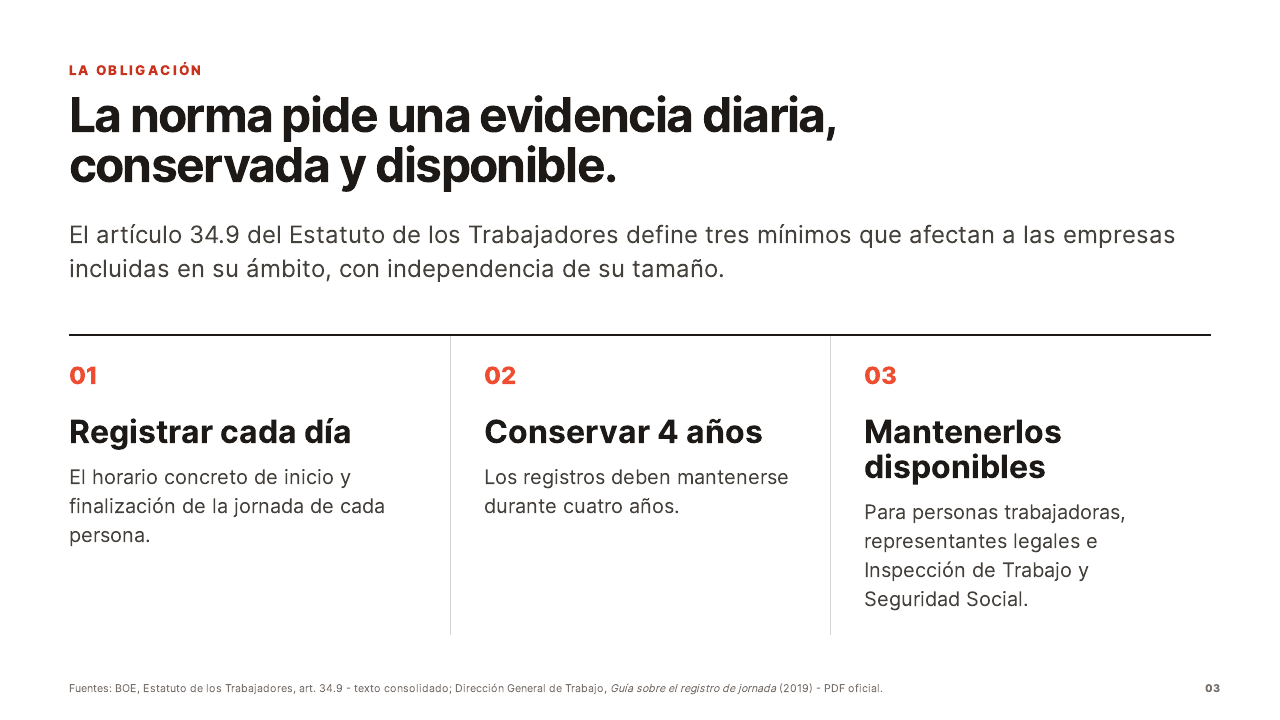 LA OBLIGACIÓN
La norma pide una evidencia diaria,
conservada y disponible.
El artículo 34.9 del Estatuto de los Trabajadores define tres mínimos que afectan a las empresas
incluidas en su ámbito, con independencia de su tamaño.
01
Registrar cada día
El horario concreto de inicio y
finalización de la jornada de cada
persona.
02
Conservar 4 años
Los registros deben mantenerse
durante cuatro años.
03
Mantenerlos
disponibles
Para personas trabajadoras,
representantes legales e
Inspección de Trabajo y
Seguridad Social.
Fuentes: BOE, Estatuto de los Trabajadores, art. 34.9 - texto consolidado; Dirección General de Trabajo, Guía sobre el registro de jornada (2019) - PDF oficial.
03